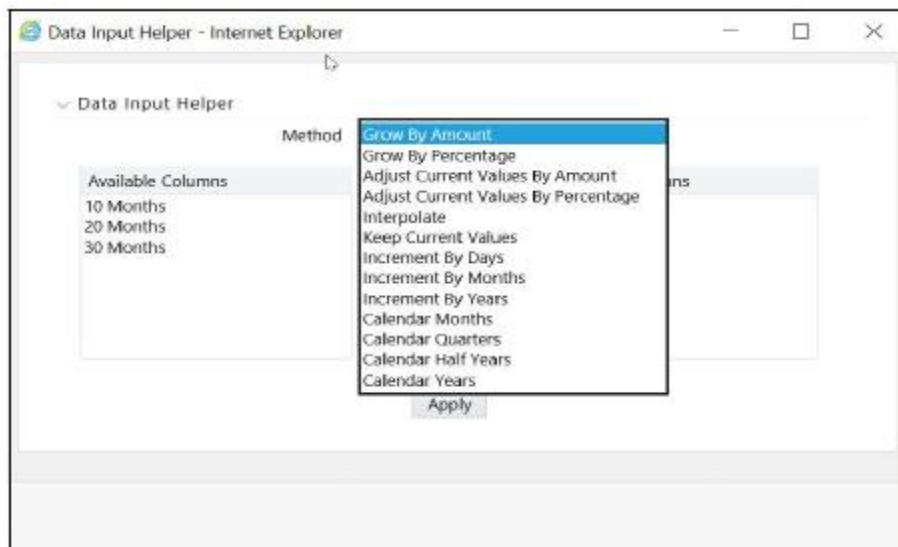 Data Input Helper - Internet Explorer
Data Input Helper
Method
Grow By Amount
Grow By Percentage
Adjust Current Values By Amount
Adjust Current Values By Percentage
Interpolate
Keep Current Values
Increment By Days
Increment By Months
Increment By Years
Calendar Months
Calendar Quarters
Calendar Half Years
Calendar Years
Available Columns
10 Months
20 Months
30 Months
Apply